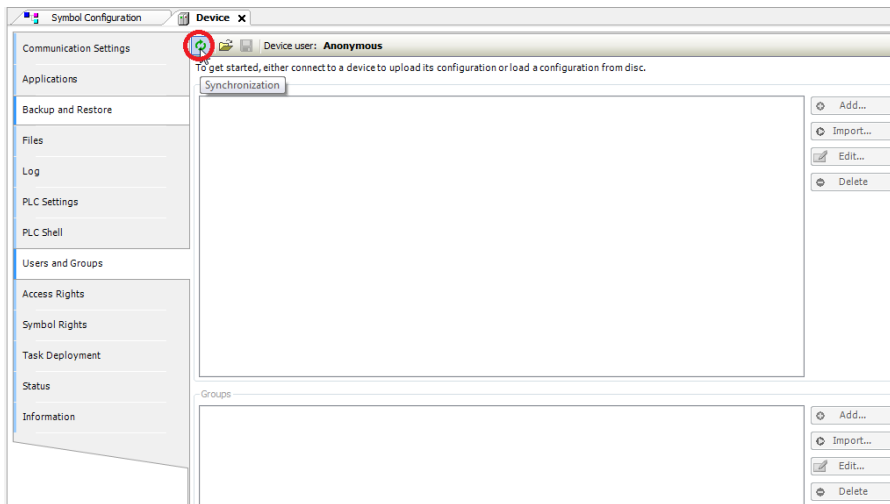 Symbol Configuration
Device
Communication Settings
Applications
Backup and Restore
Files
Log
PLC Settings
PLC Shell
Users and Groups
Access Rights
Symbol Rights
Task Deployment
Status
Information
Device user: Anonymous
To get started, either connect to a device to upload its configuration or load a configuration from disc.
Synchronization
Add...
Import...
Edit...
Delete
Groups
Add...
Import...
Edit...
Delete